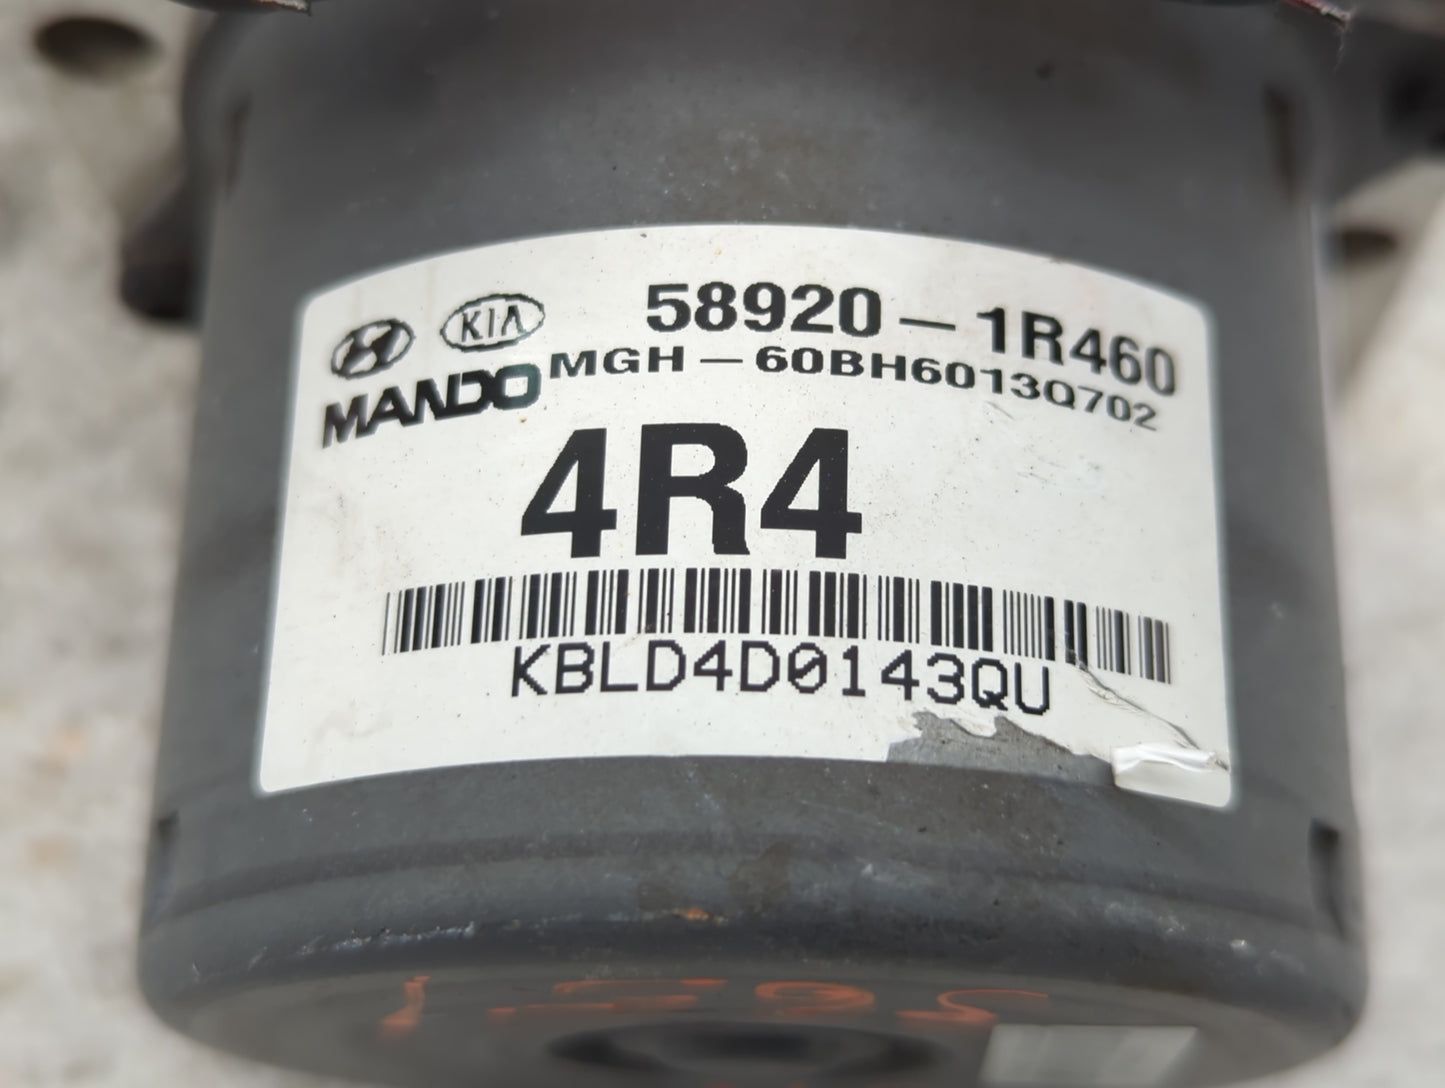 KIA 58920-1R460
MANDO MGH-60BH6013Q702
4R4
KBLD4D0143QU